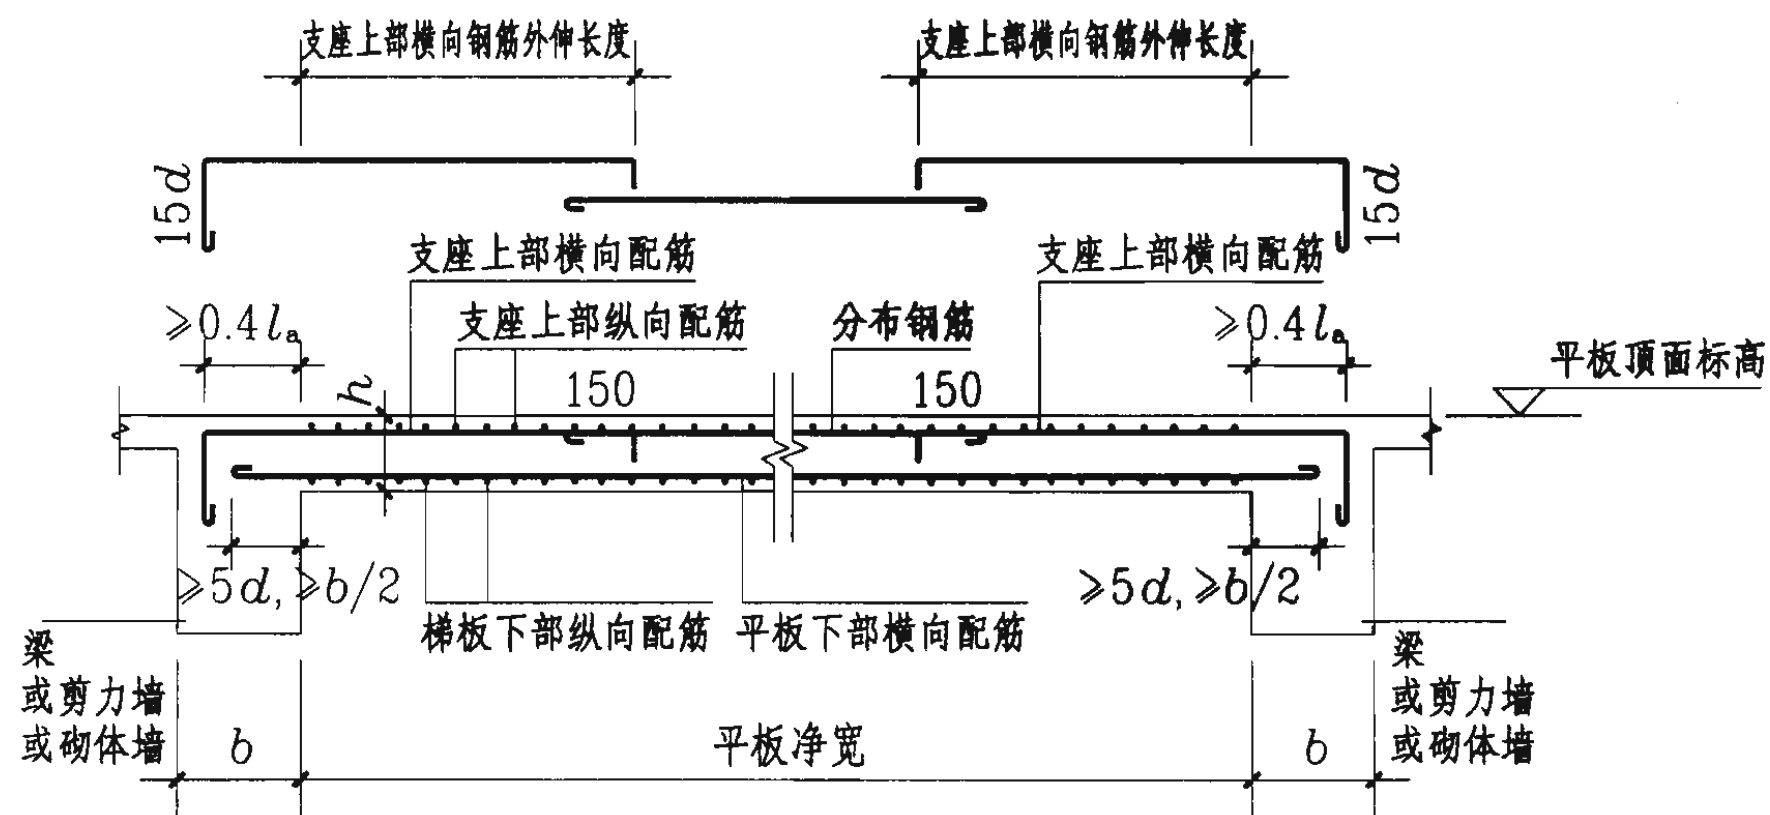 支座上部横向钢筋外伸长度
支座上部横向钢筋外伸长度
15d
15d
支座上部横向配筋
支座上部横向配筋
≥0.4la
支座上部纵向配筋
分布钢筋
≥0.4la
平板顶面标高
h
150
150
≥5d, ≥b/2
≥5d, ≥b/2
梯板下部纵向配筋
平板下部横向配筋
梁
或剪力墙
或砌体墙
梁
或剪力墙
或砌体墙
b
平板净宽
b